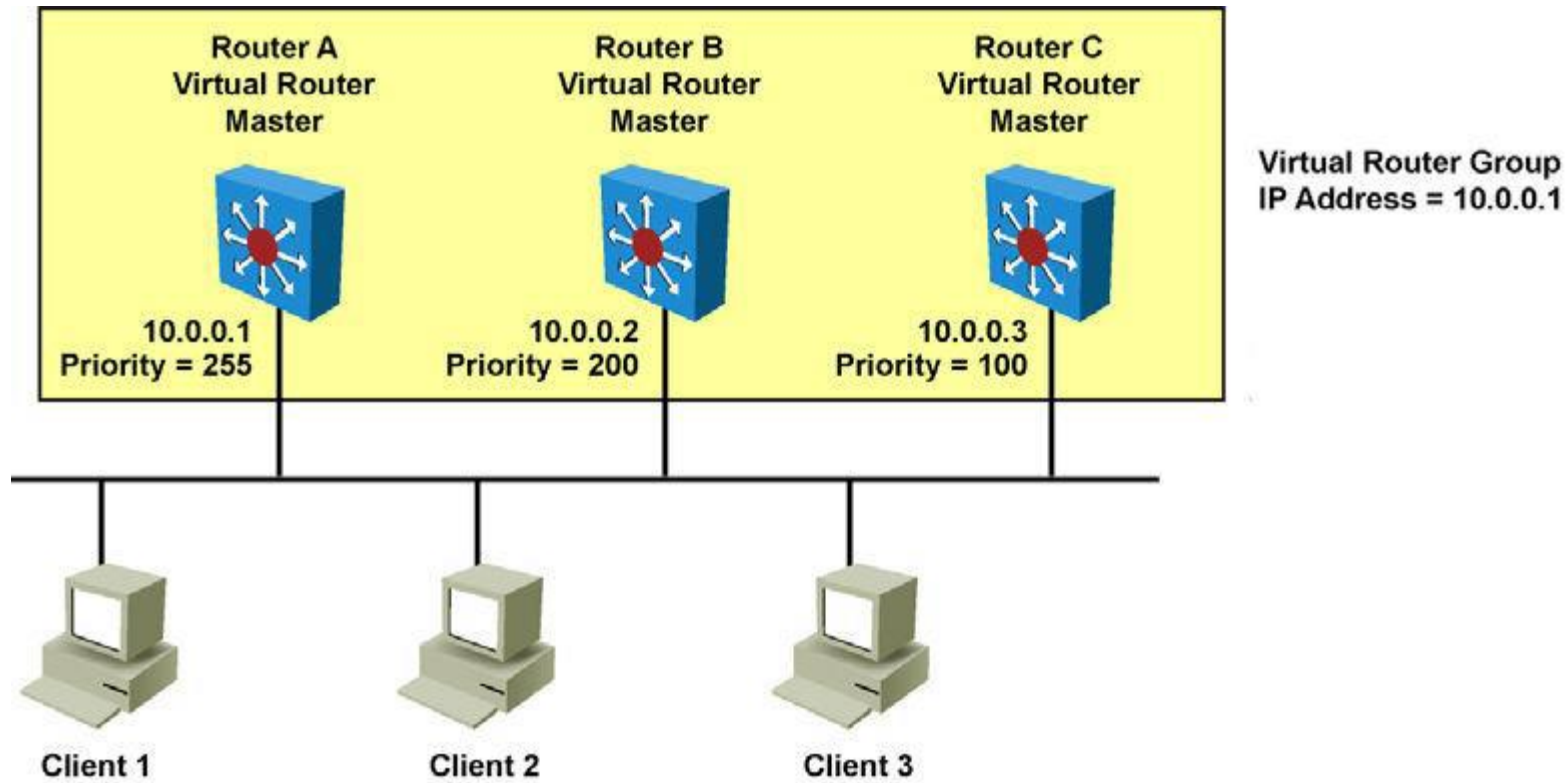 Router A
Virtual Router
Master
Router B
Virtual Router
Master
Router C
Virtual Router
Master
Virtual Router Group
IP Address = 10.0.0.1
10.0.0.1
Priority = 255
10.0.0.2
Priority = 200
10.0.0.3
Priority = 100
Client 1
Client 2
Client 3